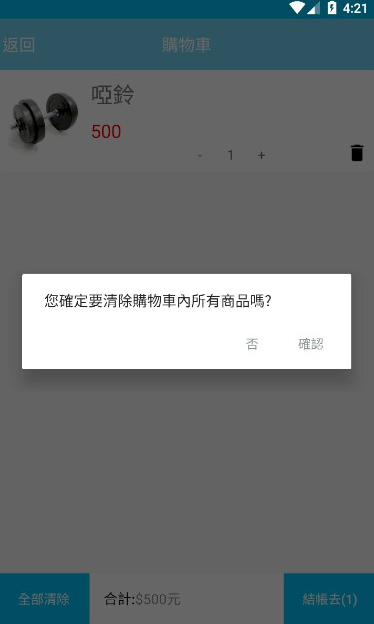 4:21
返回
購物車
啞鈴
500
- 1 +
您確定要清除購物車內所有商品嗎?
否 確認
全部清除
合計:$500元
結帳去(1)